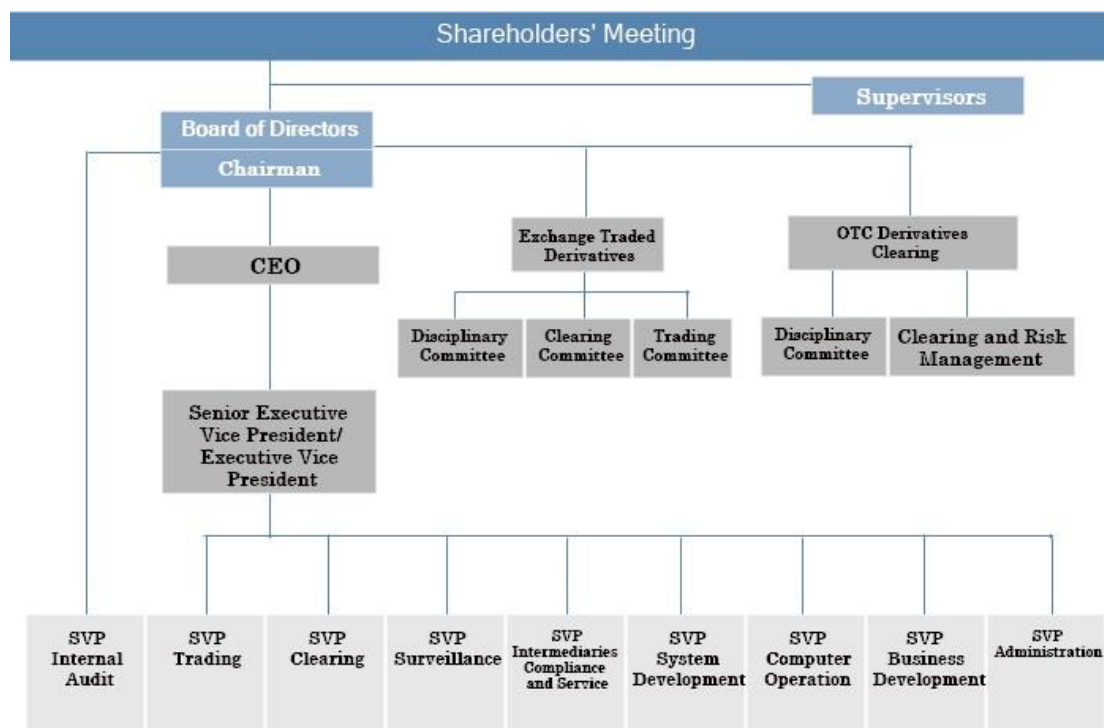 Shareholders' Meeting
Supervisors
Board of Directors
Chairman
CEO
Exchange Traded
Derivatives
OTC Derivatives
Clearing
Disciplinary
Committee
Clearing
Committee
Trading
Committee
Disciplinary
Committee
Clearing and Risk
Management
Senior Executive
Vice President/
Executive Vice
President
SVP
Internal
Audit
SVP
Trading
SVP
Clearing
SVP
Surveillance
SVP
Intermediaries
Compliance
and Service
SVP
System
Development
SVP
Computer
Operation
SVP
Business
Development
SVP
Administration